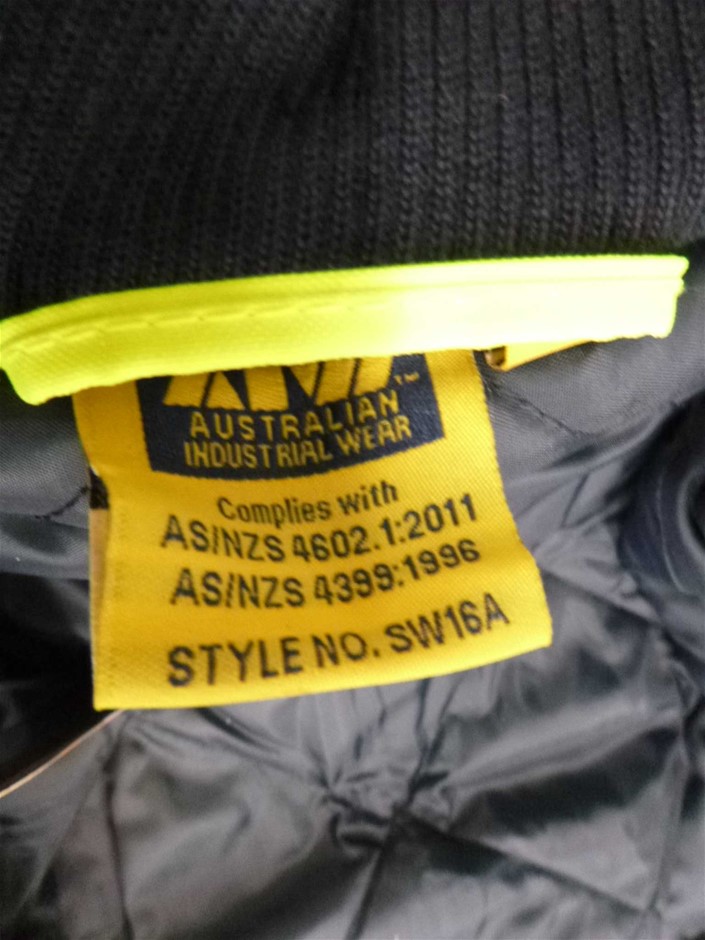 AUSTRALIAN
INDUSTRIAL WEAR
Complies with
AS/NZS 4602.1:2011
AS/NZS 4399:1996
STYLE NO. SW16A